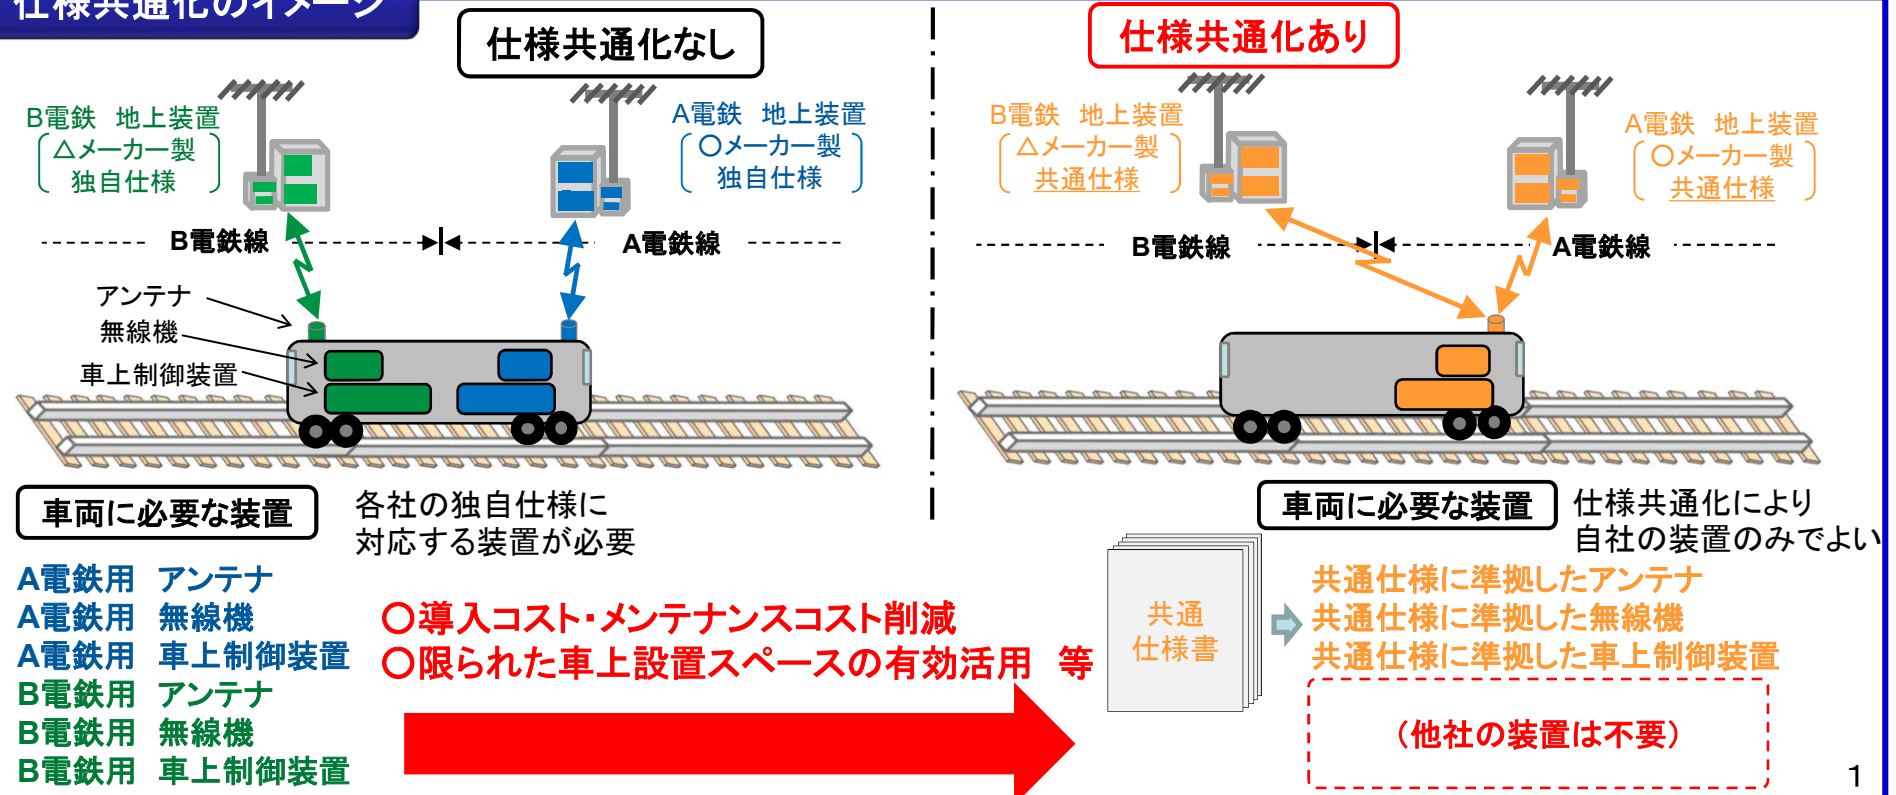 仕様共通化のイメージ
仕様共通化なし
B電鉄　地上装置
△メーカー製
独自仕様
A電鉄　地上装置
〇メーカー製
独自仕様
B電鉄線
A電鉄線
アンテナ
無線機
車上制御装置
車両に必要な装置
各社の独自仕様に
対応する装置が必要
A電鉄用　アンテナ
A電鉄用　無線機
A電鉄用　車上制御装置
B電鉄用　アンテナ
B電鉄用　無線機
B電鉄用　車上制御装置
〇導入コスト・メンテナンスコスト削減
〇限られた車上設置スペースの有効活用　等
仕様共通化あり
B電鉄　地上装置
△メーカー製
共通仕様
A電鉄　地上装置
〇メーカー製
共通仕様
B電鉄線
A電鉄線
車両に必要な装置
仕様共通化により
自社の装置のみでよい
共通
仕様書
共通仕様に準拠したアンテナ
共通仕様に準拠した無線機
共通仕様に準拠した車上制御装置
（他社の装置は不要）
1